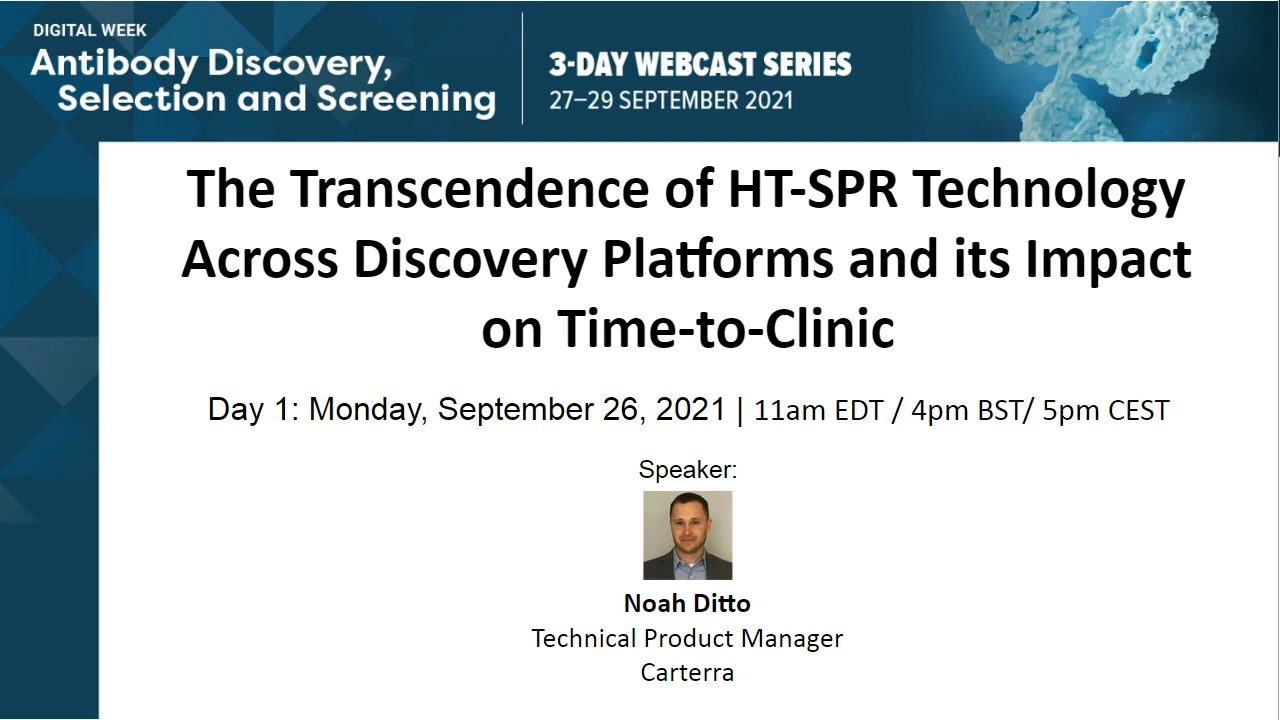 DIGITAL WEEK
Antibody Discovery,
Selection and Screening
3-DAY WEBCAST SERIES
27–29 SEPTEMBER 2021
The Transcendence of HT-SPR Technology
Across Discovery Platforms and its Impact
on Time-to-Clinic
Day 1: Monday, September 26, 2021 | 11am EDT / 4pm BST/ 5pm CEST
Speaker:
Noah Ditto
Technical Product Manager
Carterra